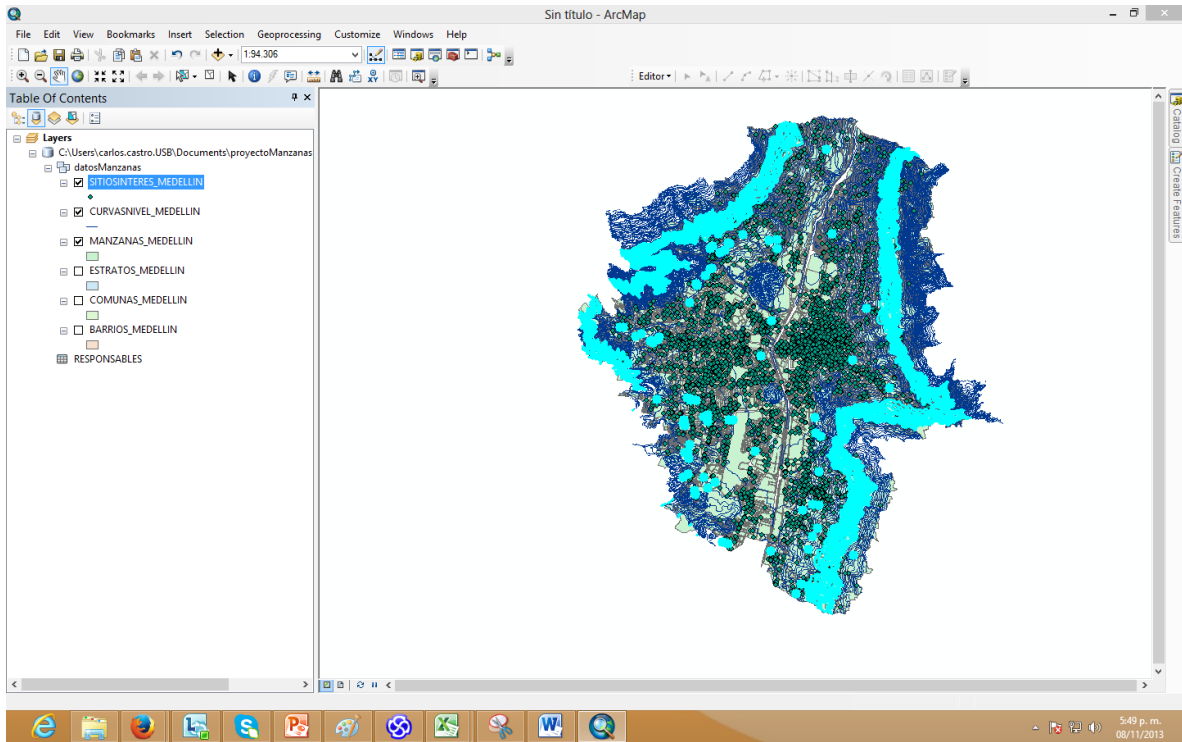 Sin título - ArcMap
File Edit View Bookmarks Insert Selection Geoprocessing Customize Windows Help
1:94.306
Editor
Table Of Contents
Layers
C:\Users\carlos.castro.USB\Documents\proyectoManzanas
datosManzanas
SITIOSINTERES_MEDELLIN
CURVASNIVEL_MEDELLIN
MANZANAS_MEDELLIN
ESTRATOS_MEDELLIN
COMUNAS_MEDELLIN
BARRIOS_MEDELLIN
RESPONSABLES
Catalog
Create Features
5:49 p. m.
08/11/2013